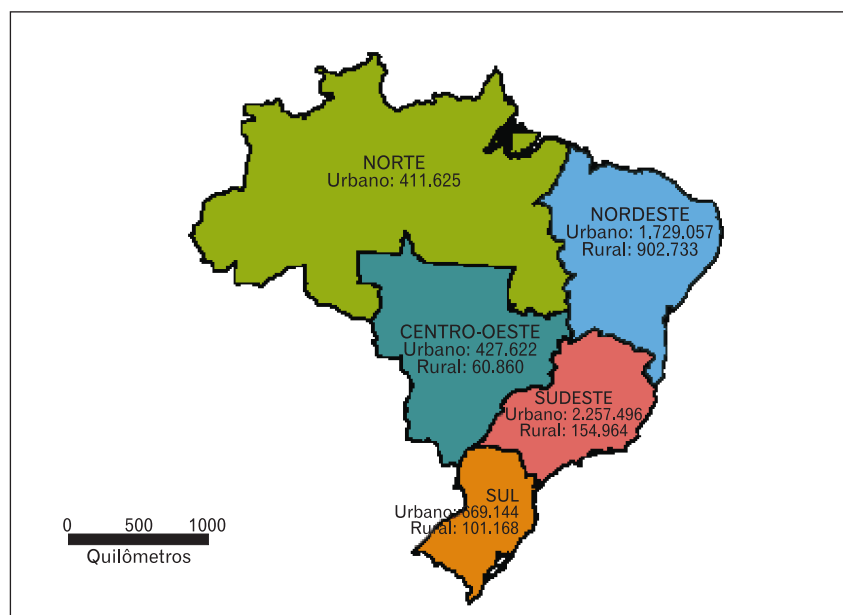 NORTE
Urbano: 411.625
NORDESTE
Urbano: 1.729.057
Rural: 902.733
CENTRO-OESTE
Urbano: 427.622
Rural: 60.860
SUDESTE
Urbano: 2.257.496
Rural: 154.964
SUL
Urbano: 669.144
Rural: 101.168
0 500 1000
Quilômetros